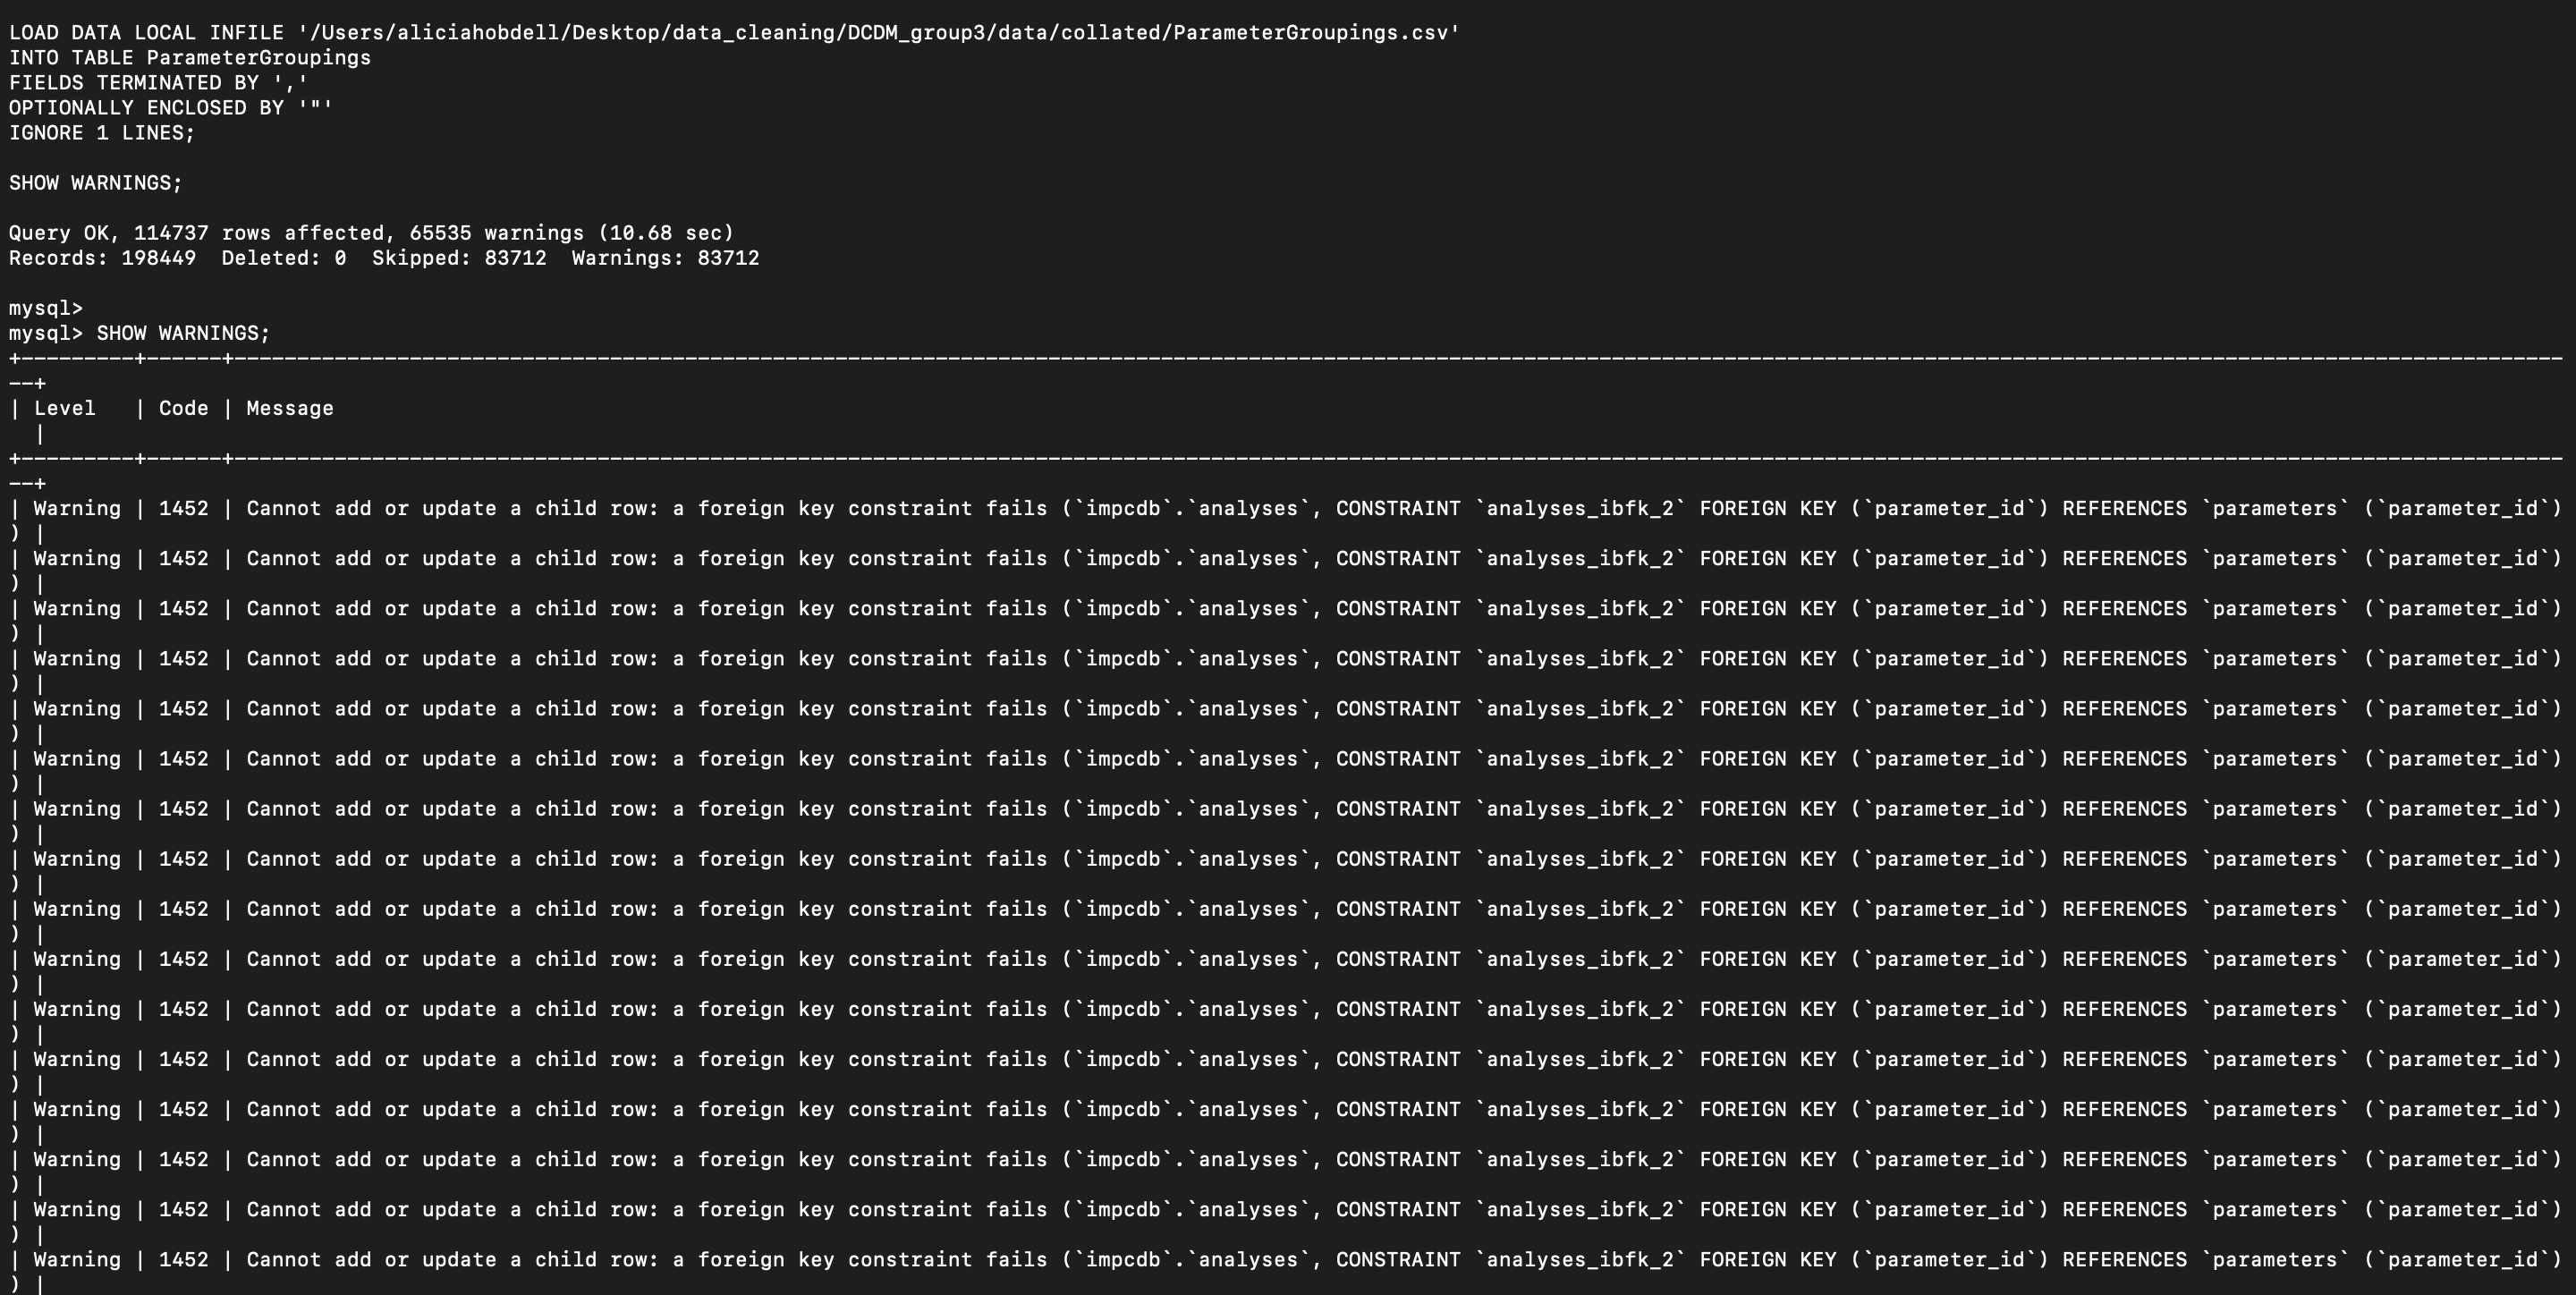 LOAD DATA LOCAL INFILE '/Users/aliciahobdell/Desktop/data_cleaning/DCDM_group3/data/collated/ParameterGroupings.csv'
INTO TABLE ParameterGroupings
FIELDS TERMINATED BY ','
OPTIONALLY ENCLOSED BY '"'
IGNORE 1 LINES;
SHOW WARNINGS;
Query OK, 114737 rows affected, 65535 warnings (10.68 sec)
Records: 198449  Deleted: 0  Skipped: 83712  Warnings: 83712
mysql>
mysql> SHOW WARNINGS;
| Level   | Code | Message
  |
| Warning | 1452 | Cannot add or update a child row: a foreign key constraint fails (`impcdb`.`analyses`, CONSTRAINT `analyses_ibfk_2` FOREIGN KEY (`parameter_id`) REFERENCES `parameters` (`parameter_id`)
) |
| Warning | 1452 | Cannot add or update a child row: a foreign key constraint fails (`impcdb`.`analyses`, CONSTRAINT `analyses_ibfk_2` FOREIGN KEY (`parameter_id`) REFERENCES `parameters` (`parameter_id`)
) |
| Warning | 1452 | Cannot add or update a child row: a foreign key constraint fails (`impcdb`.`analyses`, CONSTRAINT `analyses_ibfk_2` FOREIGN KEY (`parameter_id`) REFERENCES `parameters` (`parameter_id`)
) |
| Warning | 1452 | Cannot add or update a child row: a foreign key constraint fails (`impcdb`.`analyses`, CONSTRAINT `analyses_ibfk_2` FOREIGN KEY (`parameter_id`) REFERENCES `parameters` (`parameter_id`)
) |
| Warning | 1452 | Cannot add or update a child row: a foreign key constraint fails (`impcdb`.`analyses`, CONSTRAINT `analyses_ibfk_2` FOREIGN KEY (`parameter_id`) REFERENCES `parameters` (`parameter_id`)
) |
| Warning | 1452 | Cannot add or update a child row: a foreign key constraint fails (`impcdb`.`analyses`, CONSTRAINT `analyses_ibfk_2` FOREIGN KEY (`parameter_id`) REFERENCES `parameters` (`parameter_id`)
) |
| Warning | 1452 | Cannot add or update a child row: a foreign key constraint fails (`impcdb`.`analyses`, CONSTRAINT `analyses_ibfk_2` FOREIGN KEY (`parameter_id`) REFERENCES `parameters` (`parameter_id`)
) |
| Warning | 1452 | Cannot add or update a child row: a foreign key constraint fails (`impcdb`.`analyses`, CONSTRAINT `analyses_ibfk_2` FOREIGN KEY (`parameter_id`) REFERENCES `parameters` (`parameter_id`)
) |
| Warning | 1452 | Cannot add or update a child row: a foreign key constraint fails (`impcdb`.`analyses`, CONSTRAINT `analyses_ibfk_2` FOREIGN KEY (`parameter_id`) REFERENCES `parameters` (`parameter_id`)
) |
| Warning | 1452 | Cannot add or update a child row: a foreign key constraint fails (`impcdb`.`analyses`, CONSTRAINT `analyses_ibfk_2` FOREIGN KEY (`parameter_id`) REFERENCES `parameters` (`parameter_id`)
) |
| Warning | 1452 | Cannot add or update a child row: a foreign key constraint fails (`impcdb`.`analyses`, CONSTRAINT `analyses_ibfk_2` FOREIGN KEY (`parameter_id`) REFERENCES `parameters` (`parameter_id`)
) |
| Warning | 1452 | Cannot add or update a child row: a foreign key constraint fails (`impcdb`.`analyses`, CONSTRAINT `analyses_ibfk_2` FOREIGN KEY (`parameter_id`) REFERENCES `parameters` (`parameter_id`)
) |
| Warning | 1452 | Cannot add or update a child row: a foreign key constraint fails (`impcdb`.`analyses`, CONSTRAINT `analyses_ibfk_2` FOREIGN KEY (`parameter_id`) REFERENCES `parameters` (`parameter_id`)
) |
| Warning | 1452 | Cannot add or update a child row: a foreign key constraint fails (`impcdb`.`analyses`, CONSTRAINT `analyses_ibfk_2` FOREIGN KEY (`parameter_id`) REFERENCES `parameters` (`parameter_id`)
) |
| Warning | 1452 | Cannot add or update a child row: a foreign key constraint fails (`impcdb`.`analyses`, CONSTRAINT `analyses_ibfk_2` FOREIGN KEY (`parameter_id`) REFERENCES `parameters` (`parameter_id`)
) |
| Warning | 1452 | Cannot add or update a child row: a foreign key constraint fails (`impcdb`.`analyses`, CONSTRAINT `analyses_ibfk_2` FOREIGN KEY (`parameter_id`) REFERENCES `parameters` (`parameter_id`)
) |